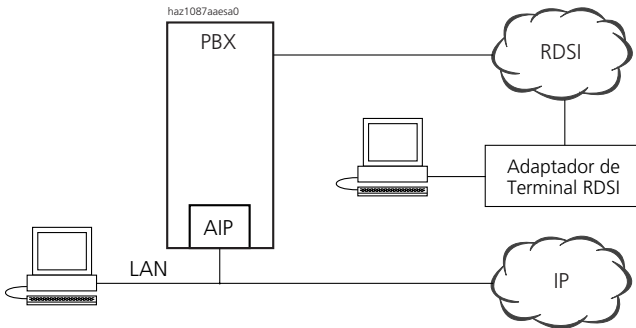 haz1087aaesa0
PBX
RDSI
Adaptador de
Terminal RDSI
AIP
LAN
IP